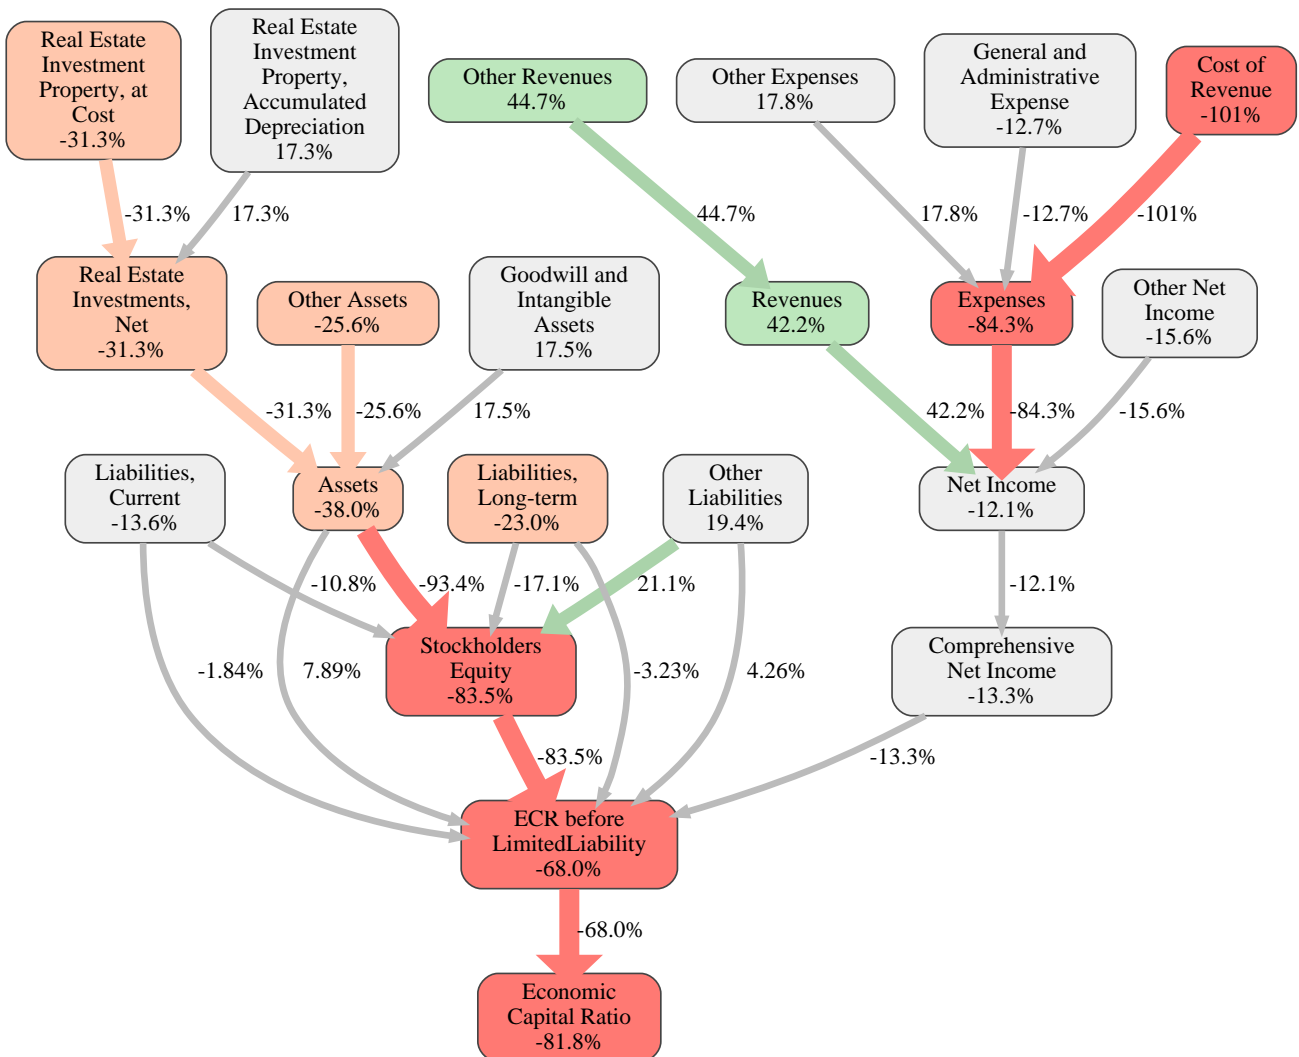 Real Estate
Investment
Property, at
Cost
-31.3%
Real Estate
Investment
Property,
Accumulated
Depreciation
17.3%
Other Revenues
44.7%
Other Expenses
17.8%
General and
Administrative
Expense
-12.7%
Cost of
Revenue
-101%
-31.3%
17.3%
44.7%
17.8%
-12.7%
-101%
Real Estate
Investments,
Net
-31.3%
Other Assets
-25.6%
Goodwill and
Intangible
Assets
17.5%
Revenues
42.2%
Expenses
-84.3%
Other Net
Income
-15.6%
-31.3%
-25.6%
17.5%
42.2%
-84.3%
-15.6%
Liabilities,
Current
-13.6%
Assets
-38.0%
Liabilities,
Long-term
-23.0%
Other
Liabilities
19.4%
Net Income
-12.1%
-10.8%
-93.4%
-17.1%
21.1%
-12.1%
-1.84%
7.89%
Stockholders
Equity
-83.5%
-3.23%
4.26%
Comprehensive
Net Income
-13.3%
-83.5%
-13.3%
ECR before
LimitedLiability
-68.0%
-68.0%
Economic
Capital Ratio
-81.8%